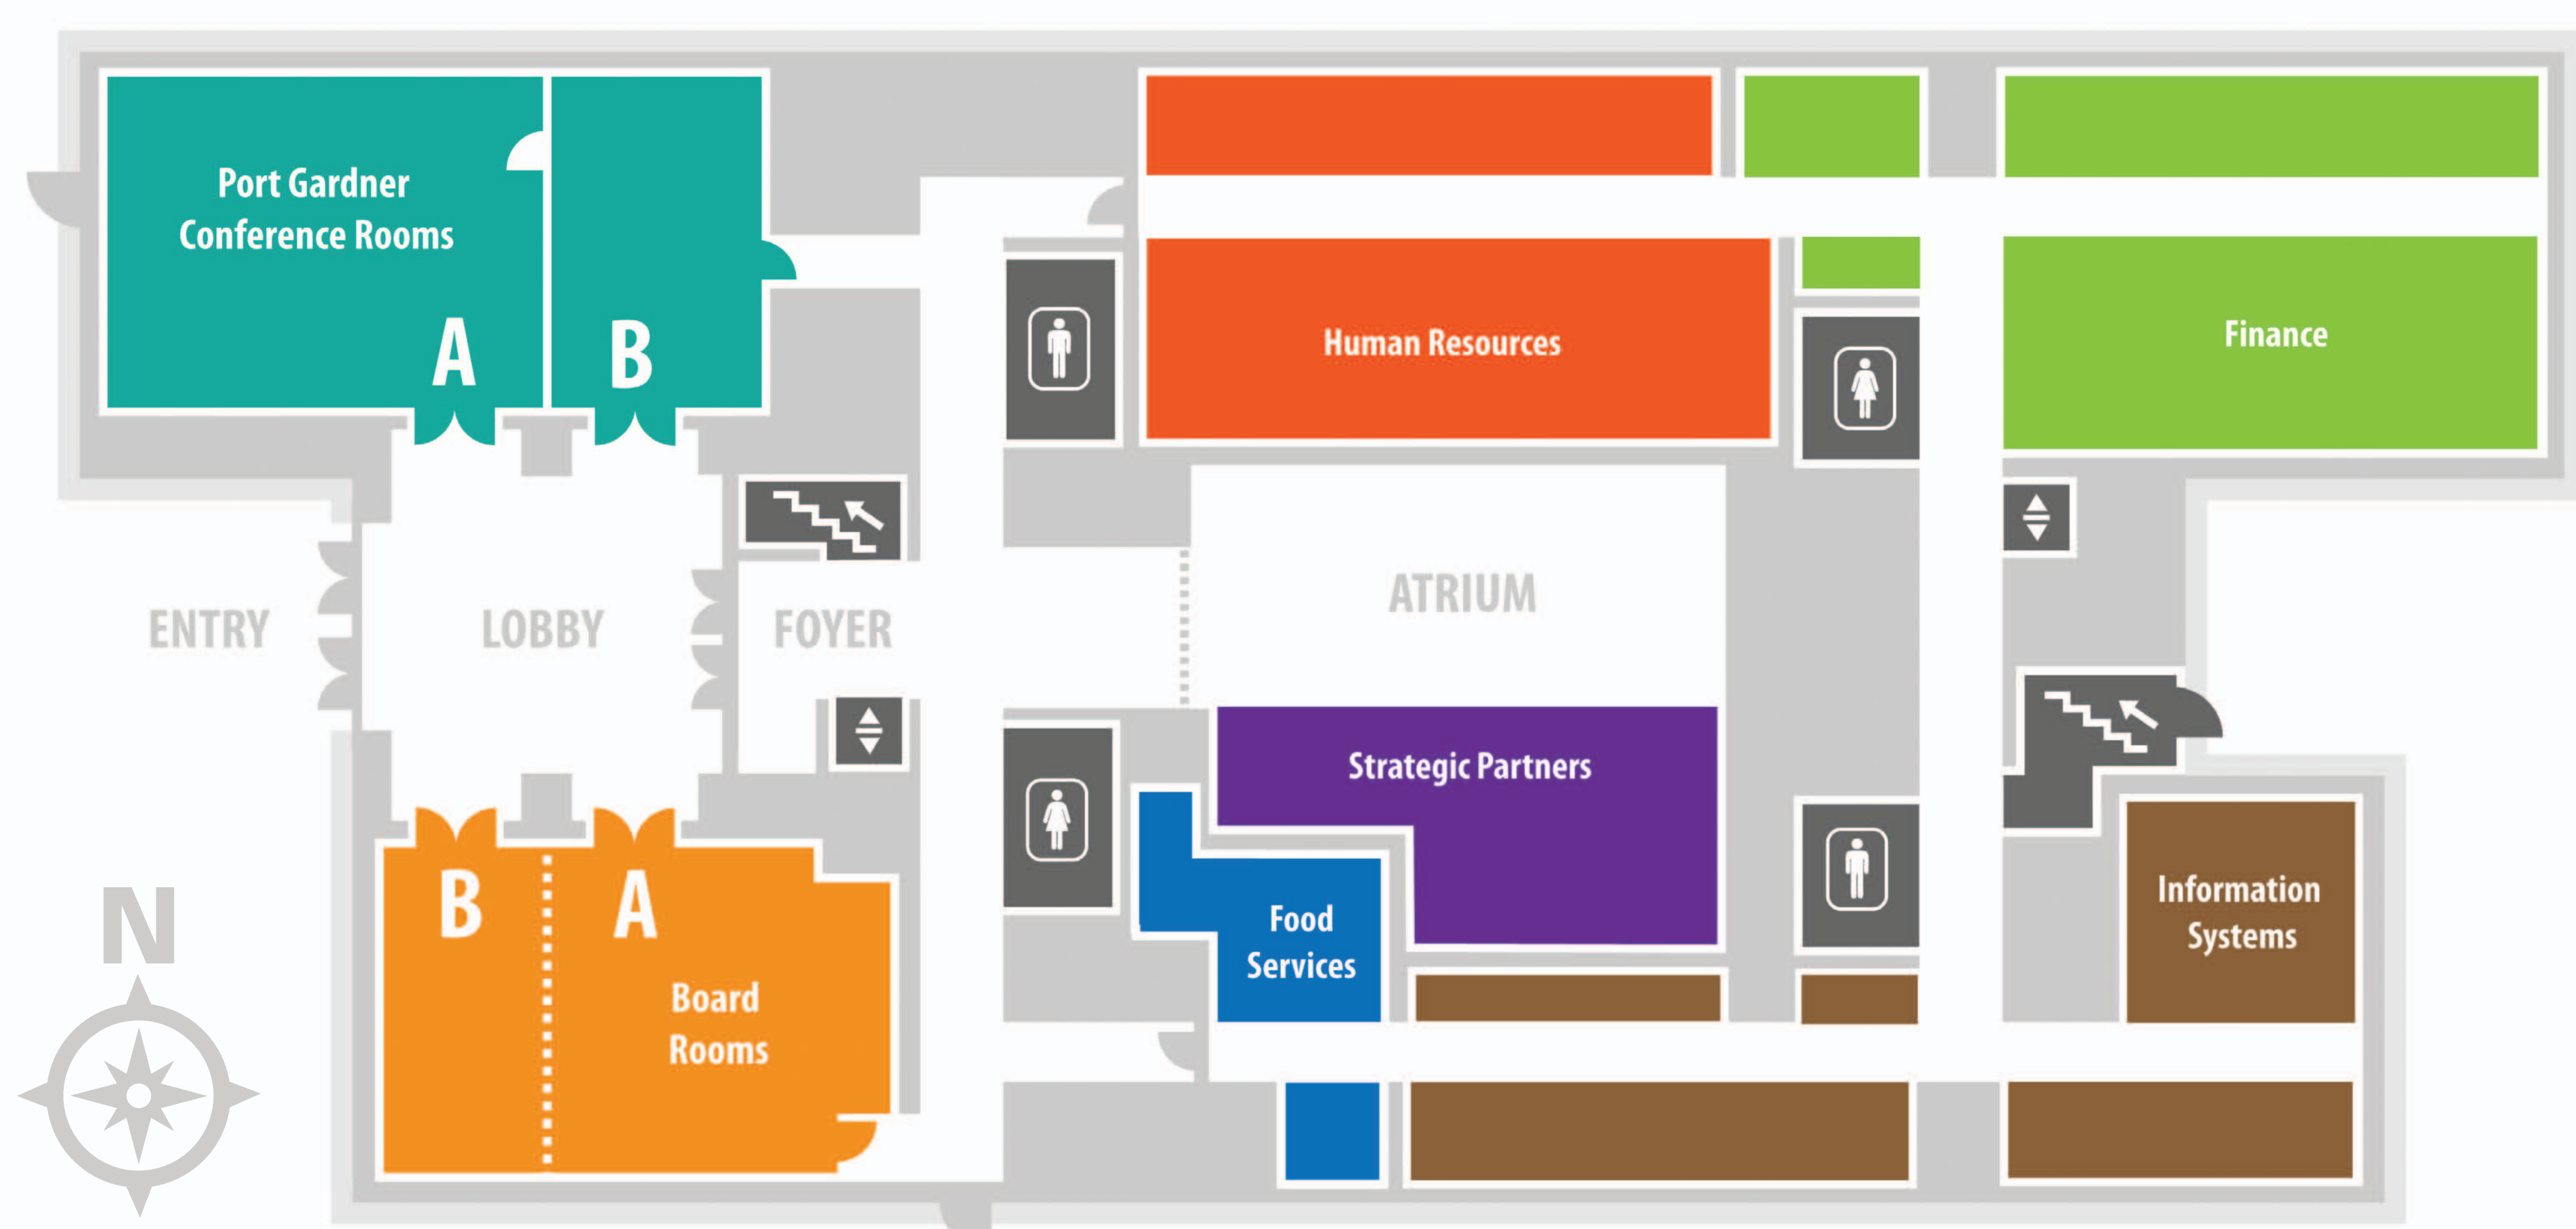 Port Gardner
Conference Rooms
A
B
Human Resources
Finance
ENTRY
LOBBY
FOYER
ATRIUM
Strategic Partners
B
A
Board
Rooms
Food
Services
Information
Systems
N